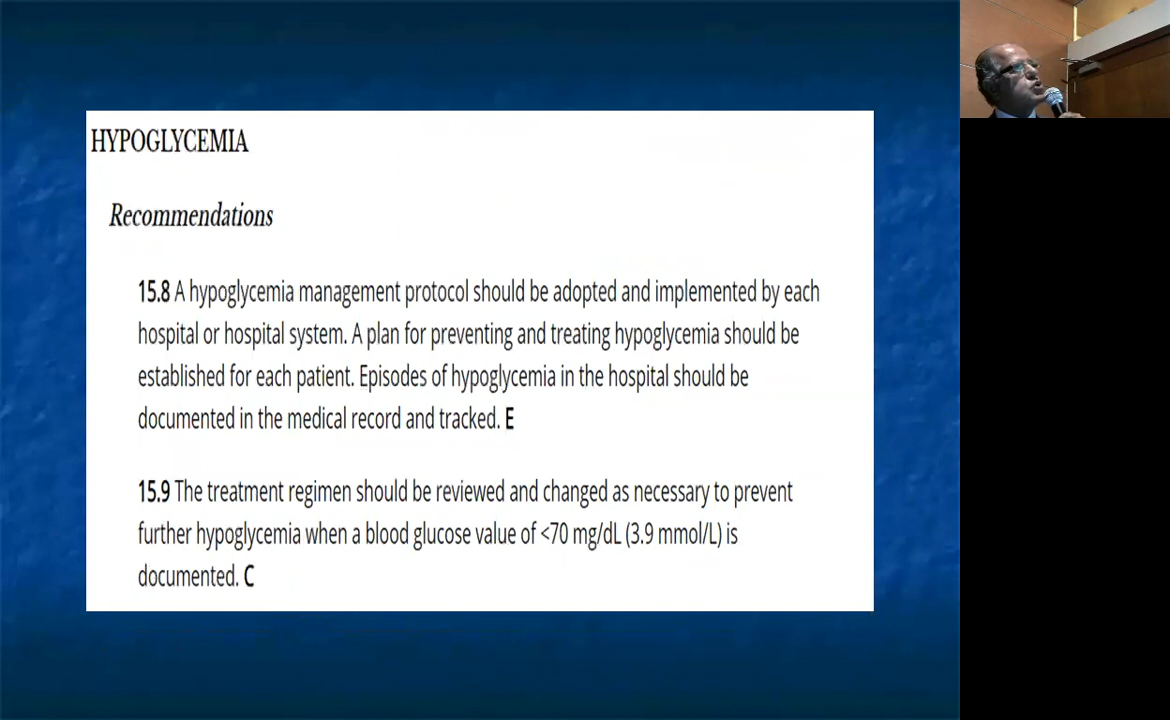 HYPOGLYCEMIA
Recommendations
15.8 A hypoglycemia management protocol should be adopted and implemented by each
hospital or hospital system. A plan for preventing and treating hypoglycemia should be
established for each patient. Episodes of hypoglycemia in the hospital should be
documented in the medical record and tracked. E
15.9 The treatment regimen should be reviewed and changed as necessary to prevent
further hypoglycemia when a blood glucose value of <70 mg/dL (3.9 mmol/L) is
documented. C